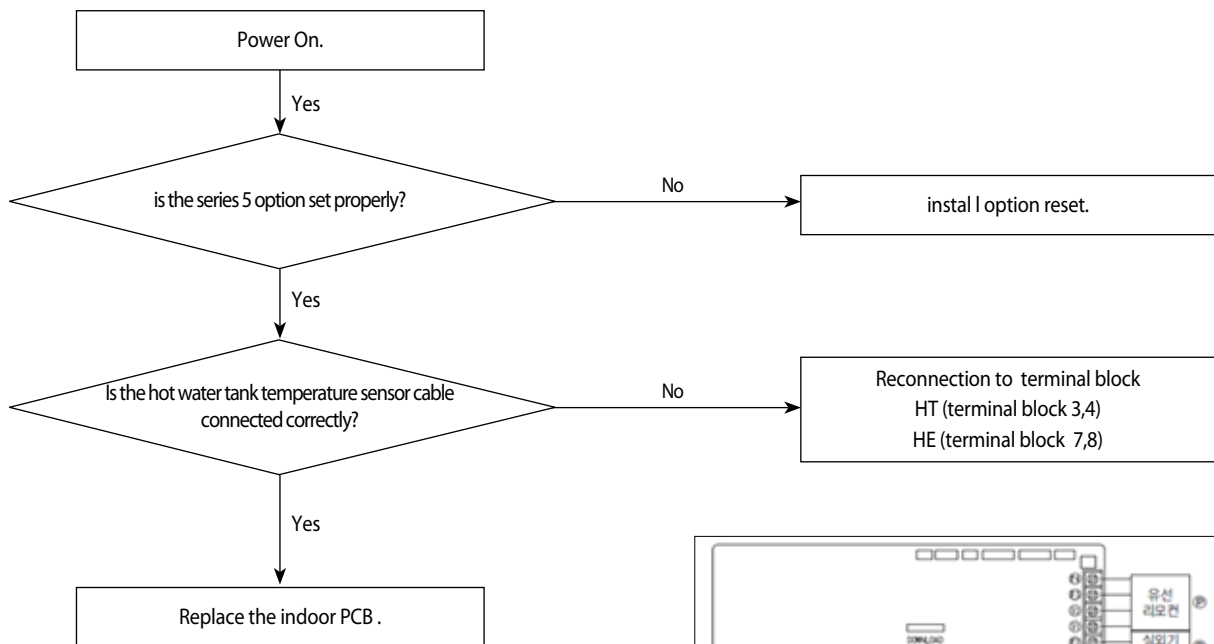 Power On.
Yes
is the series 5 option set properly?
No
instal l option reset.
Yes
Is the hot water tank temperature sensor cable
connected correctly?
No
Reconnection to terminal block
HT (terminal block 3,4)
HE (terminal block 7,8)
Yes
Replace the indoor PCB .
DOWNLOAD
유선
리모컨
실외기